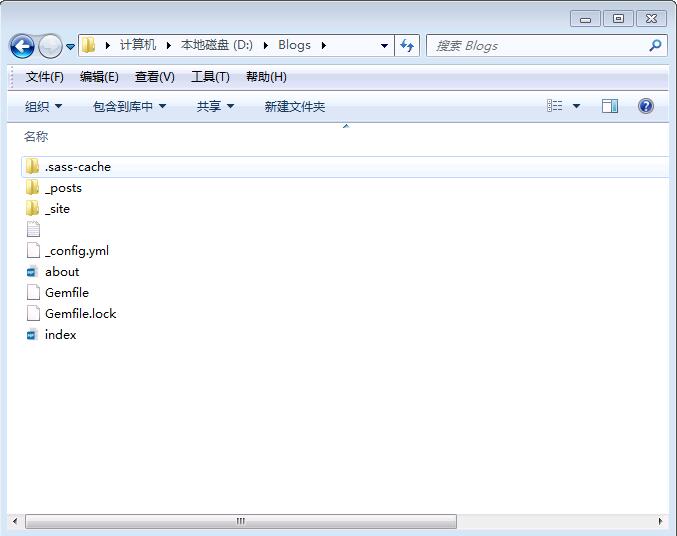 计算机 本地磁盘 (D:) Blogs 搜索 Blogs
文件(F) 编辑(E) 查看(V) 工具(T) 帮助(H)
组织 包含到库中 共享 新建文件夹
名称
.sass-cache
_posts
_site
_config.yml
about
Gemfile
Gemfile.lock
index